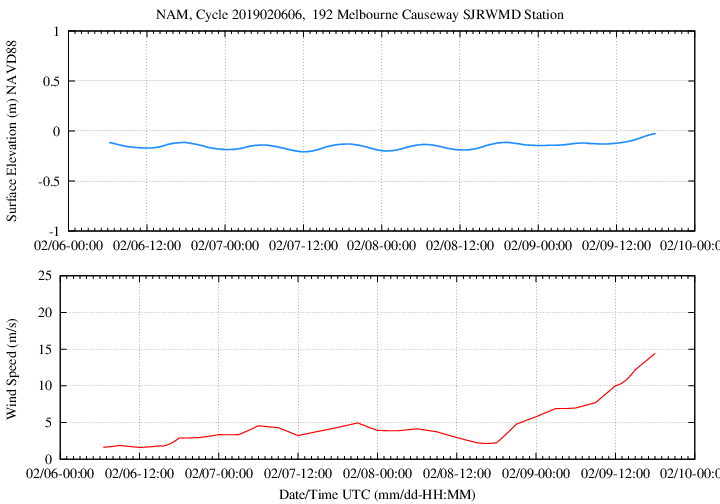 NAM, Cycle 2019020606,  192 Melbourne Causeway SJRWMD Station
Surface Elevation (m) NAVD88
1
0.5
0
-0.5
-1
02/06-00:00 02/06-12:00 02/07-00:00 02/07-12:00 02/08-00:00 02/08-12:00 02/09-00:00 02/09-12:00 02/10-00:0
Wind Speed (m/s)
25
20
15
10
5
0
02/06-00:00 02/06-12:00 02/07-00:00 02/07-12:00 02/08-00:00 02/08-12:00 02/09-00:00 02/09-12:00 02/10-00:0
Date/Time UTC (mm/dd-HH:MM)